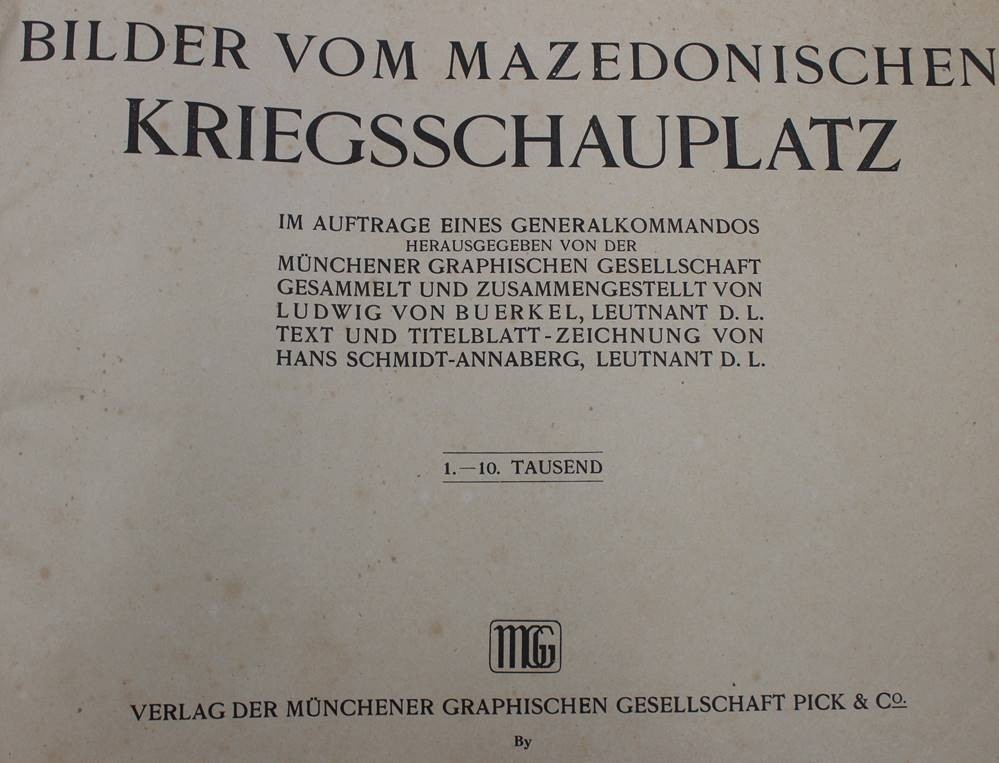 BILDER VOM MAZEDONISCHEN
KRIEGSSCHAUPLATZ
IM AUFTRAGE EINES GENERALKOMMANDOS
HERAUSGEGEBEN VON DER
MÜNCHENER GRAPHISCHEN GESELLSCHAFT
GESAMMELT UND ZUSAMMENGESTELLT VON
LUDWIG VON BUERKEL, LEUTNANT D. L.
TEXT UND TITELBLATT-ZEICHNUNG VON
HANS SCHMIDT-ANNABERG, LEUTNANT D. L.
1.—10. TAUSEND
MGG
VERLAG DER MÜNCHENER GRAPHISCHEN GESELLSCHAFT PICK & Co.
By